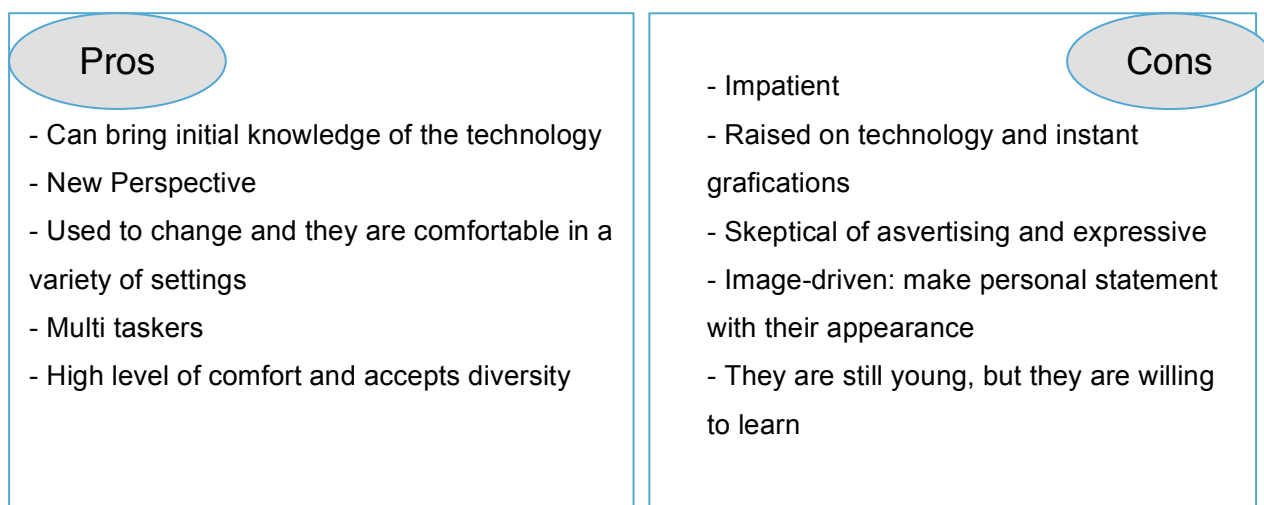 Pros
- Can bring initial knowledge of the technology
- New Perspective
- Used to change and they are comfortable in a
variety of settings
- Multi taskers
- High level of comfort and accepts diversity
Cons
- Impatient
- Raised on technology and instant
grafications
- Skeptical of asvertising and expressive
- Image-driven: make personal statement
with their appearance
- They are still young, but they are willing
to learn